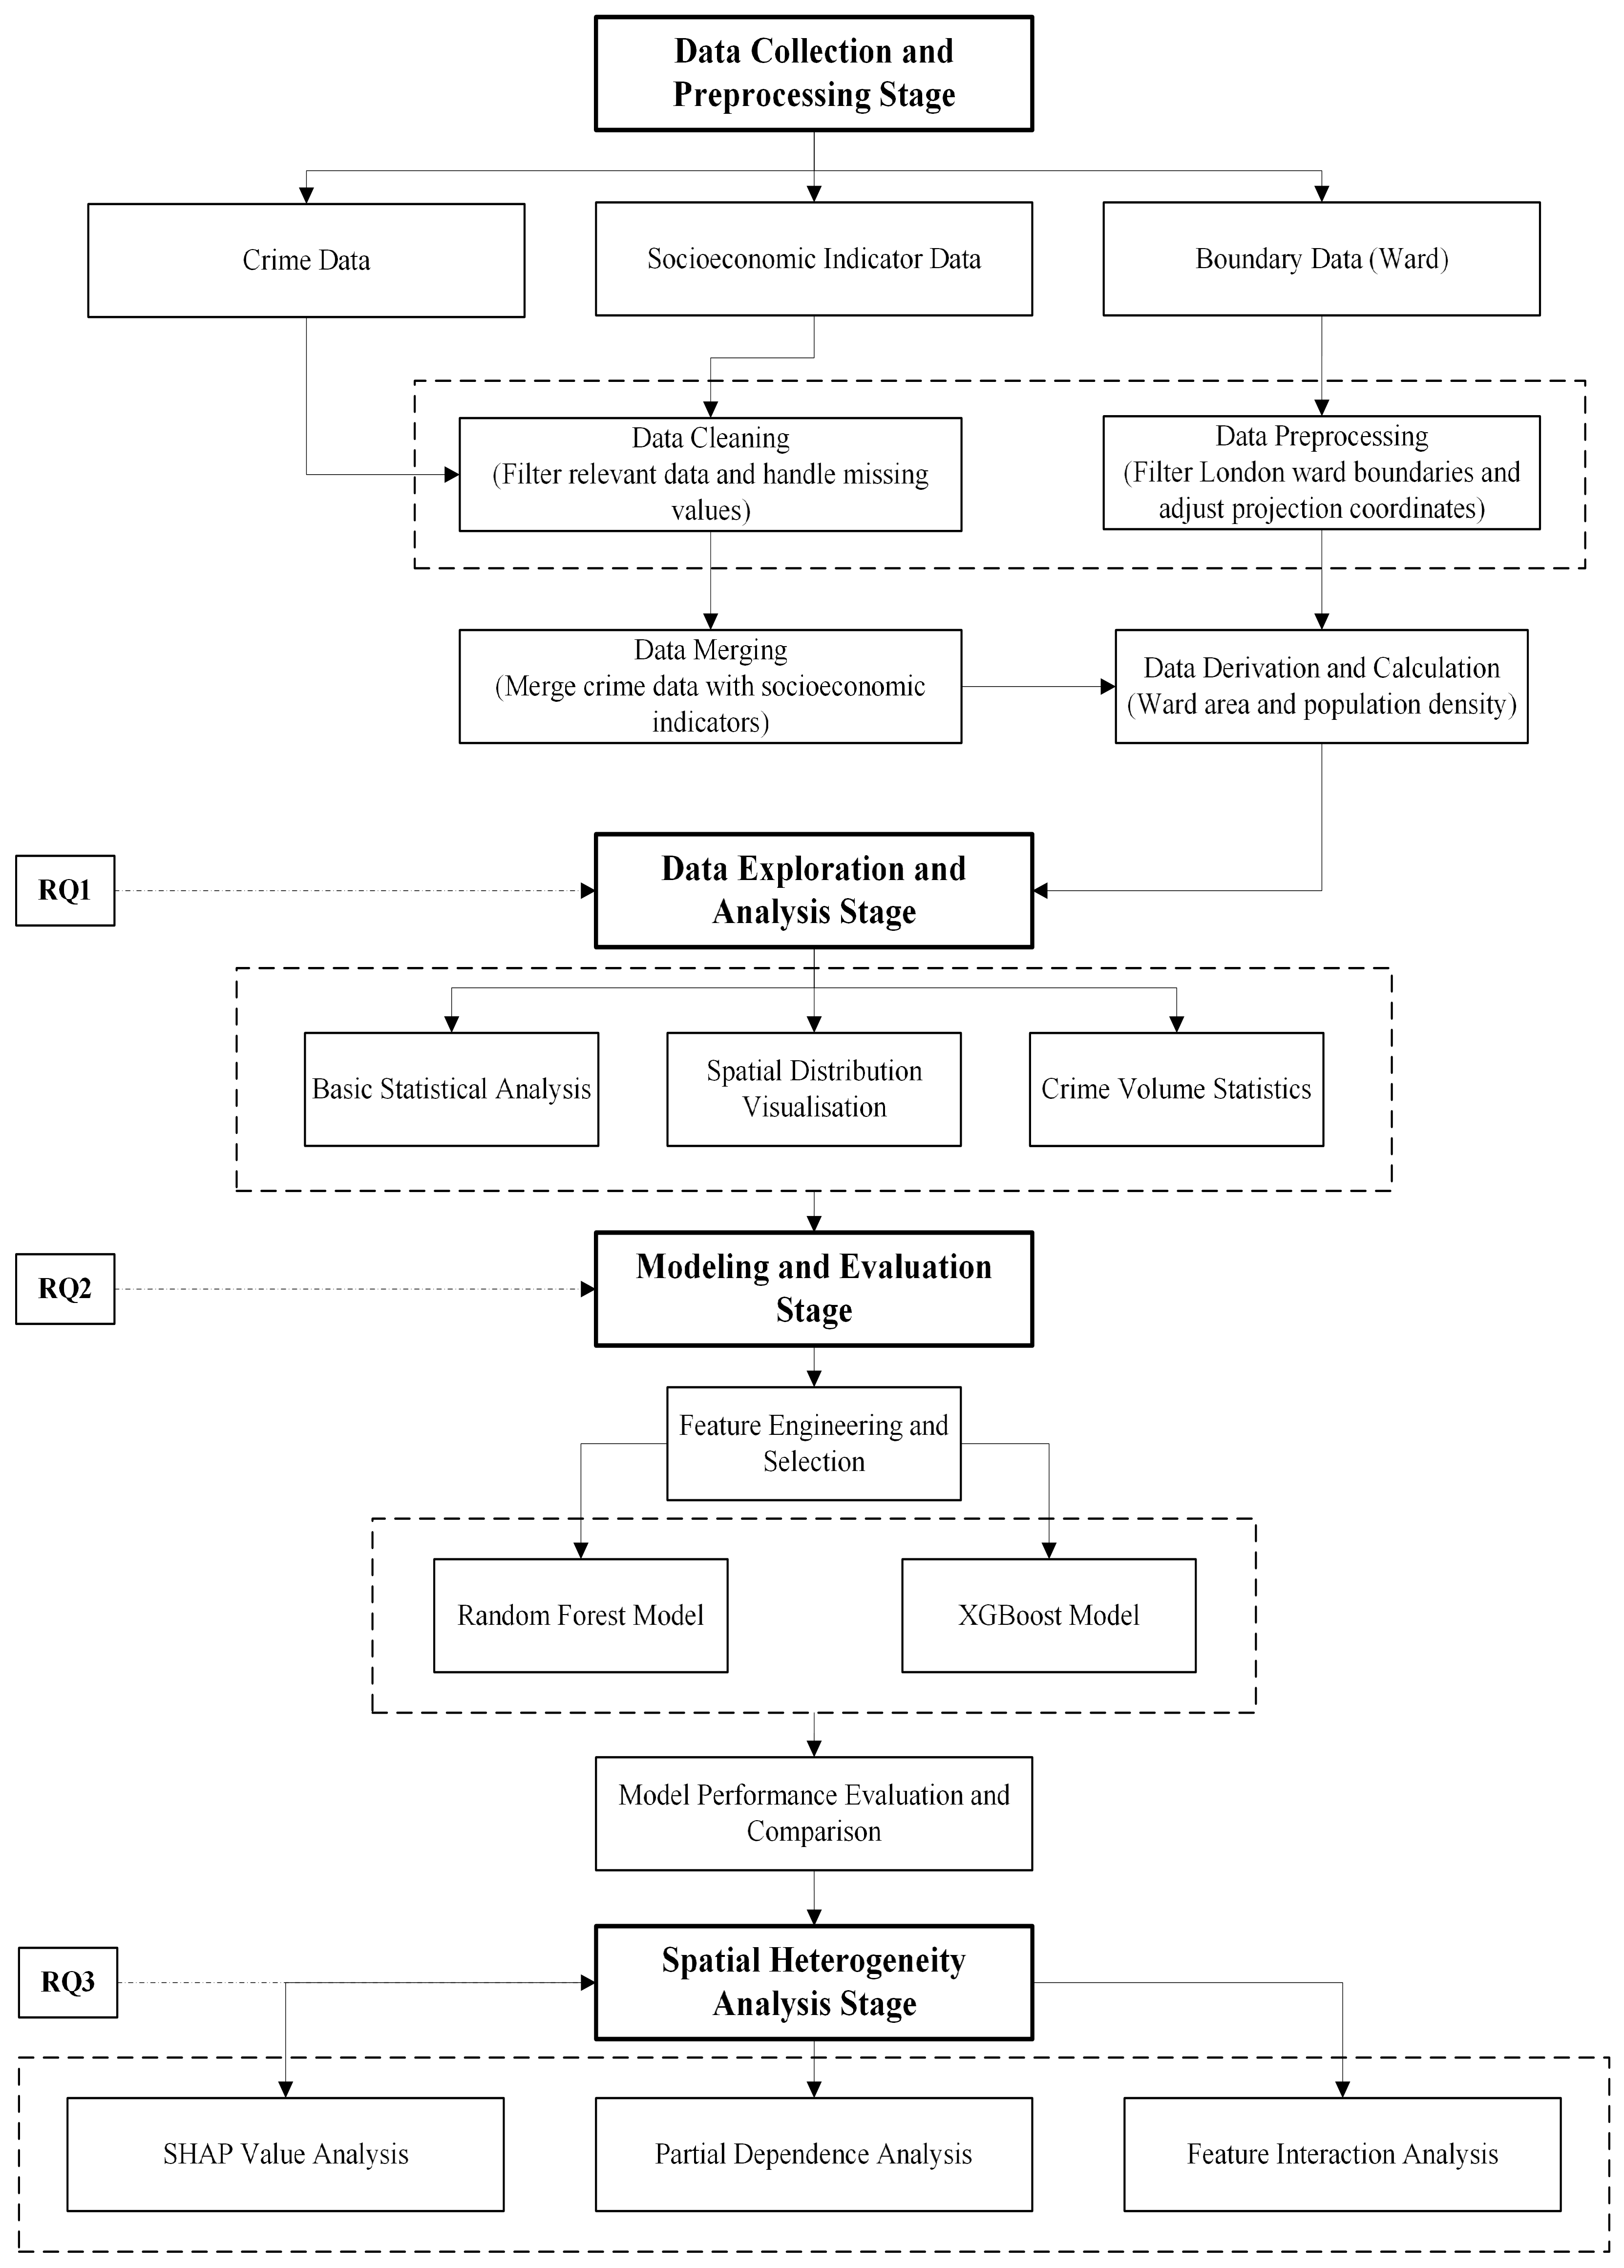 Data Collection and
Preprocessing Stage
Crime Data
Socioeconomic Indicator Data
Boundary Data (Ward)
Data Cleaning
(Filter relevant data and handle missing
values)
Data Preprocessing
(Filter London ward boundaries and
adjust projection coordinates)
Data Merging
(Merge crime data with socioeconomic
indicators)
Data Derivation and Calculation
(Ward area and population density)
RQ1
Data Exploration and
Analysis Stage
Basic Statistical Analysis
Spatial Distribution
Visualisation
Crime Volume Statistics
RQ2
Modeling and Evaluation
Stage
Feature Engineering and
Selection
Random Forest Model
XGBoost Model
Model Performance Evaluation and
Comparison
RQ3
Spatial Heterogeneity
Analysis Stage
SHAP Value Analysis
Partial Dependence Analysis
Feature Interaction Analysis